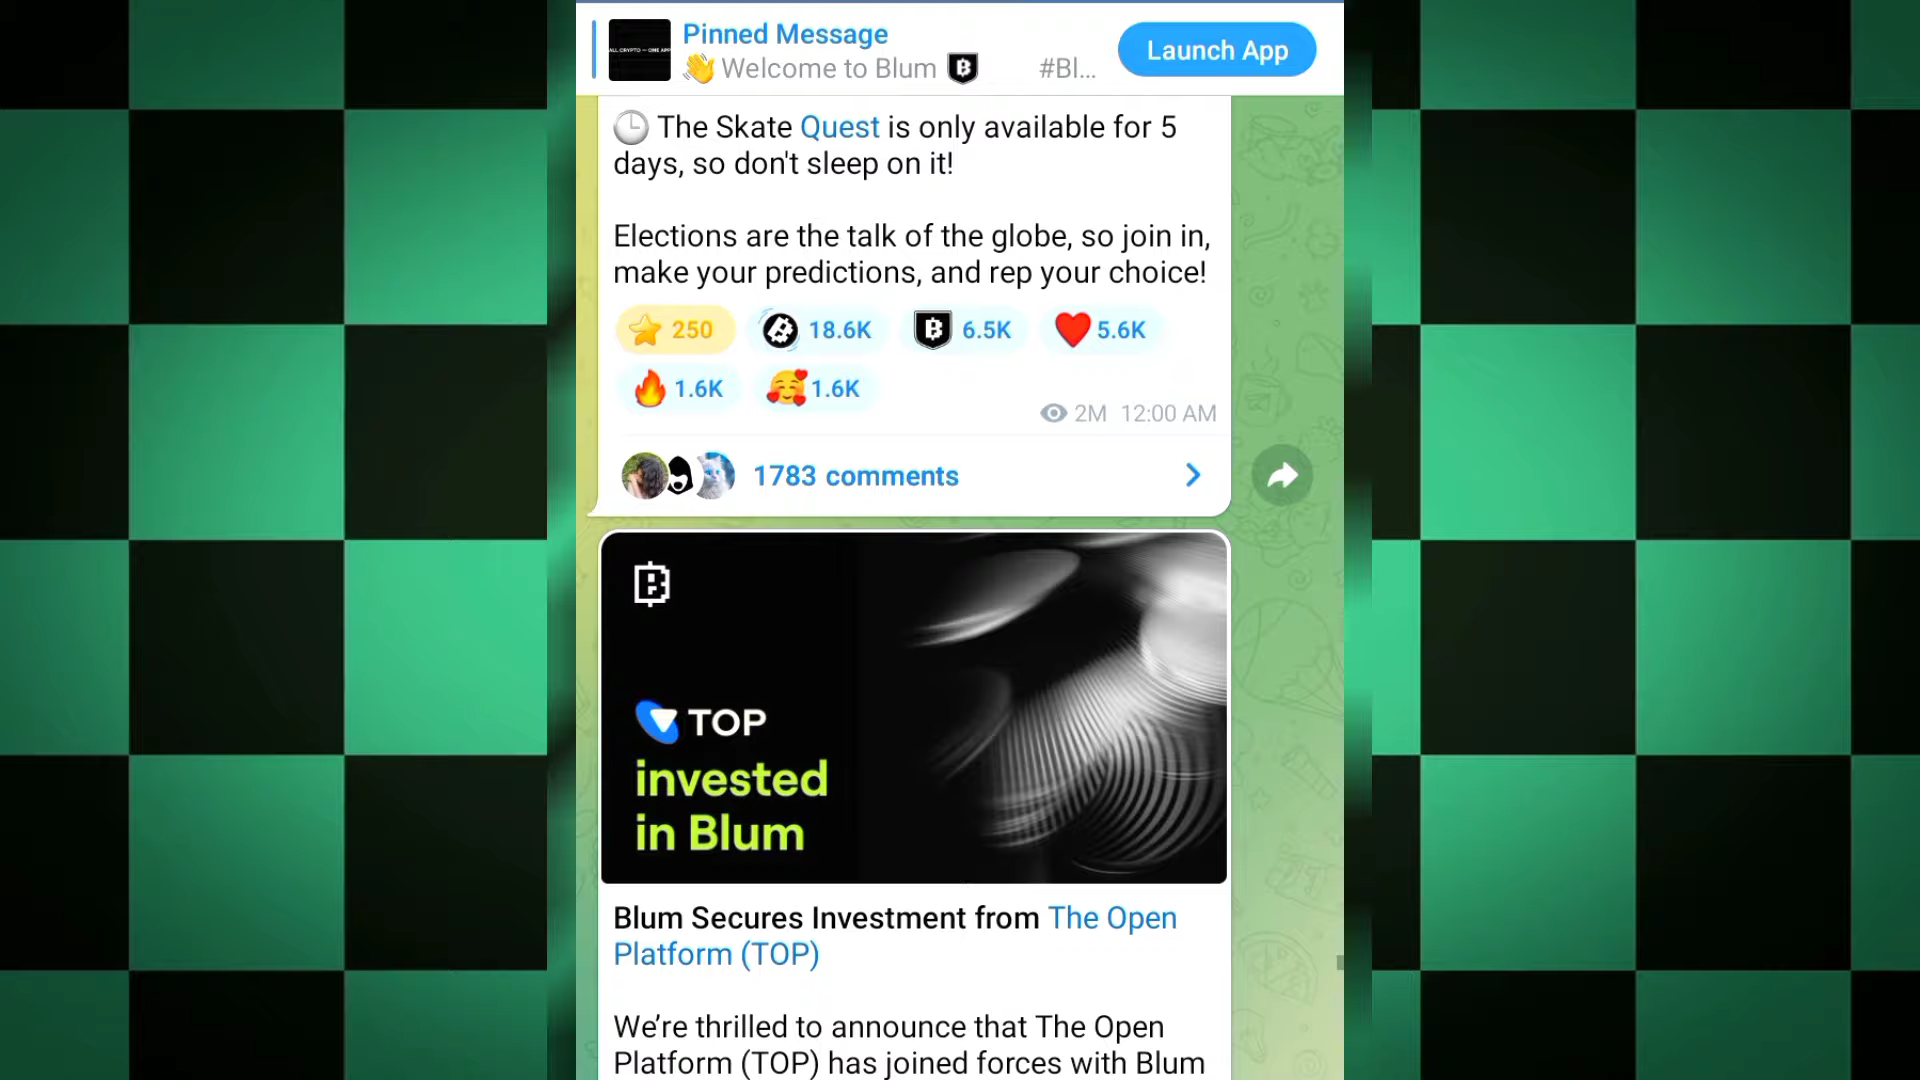 Pinned Message
👋 Welcome to Blum #Bl...
Launch App
ALL CRYPTO — ONE APP
The Skate Quest is only available for 5
days, so don't sleep on it!
Elections are the talk of the globe, so join in,
make your predictions, and rep your choice!
250 18.6K 6.5K 5.6K
1.6K 1.6K
2M 12:00 AM
1783 comments
TOP
invested
in Blum
Blum Secures Investment from The Open
Platform (TOP)
We’re thrilled to announce that The Open
Platform (TOP) has joined forces with Blum